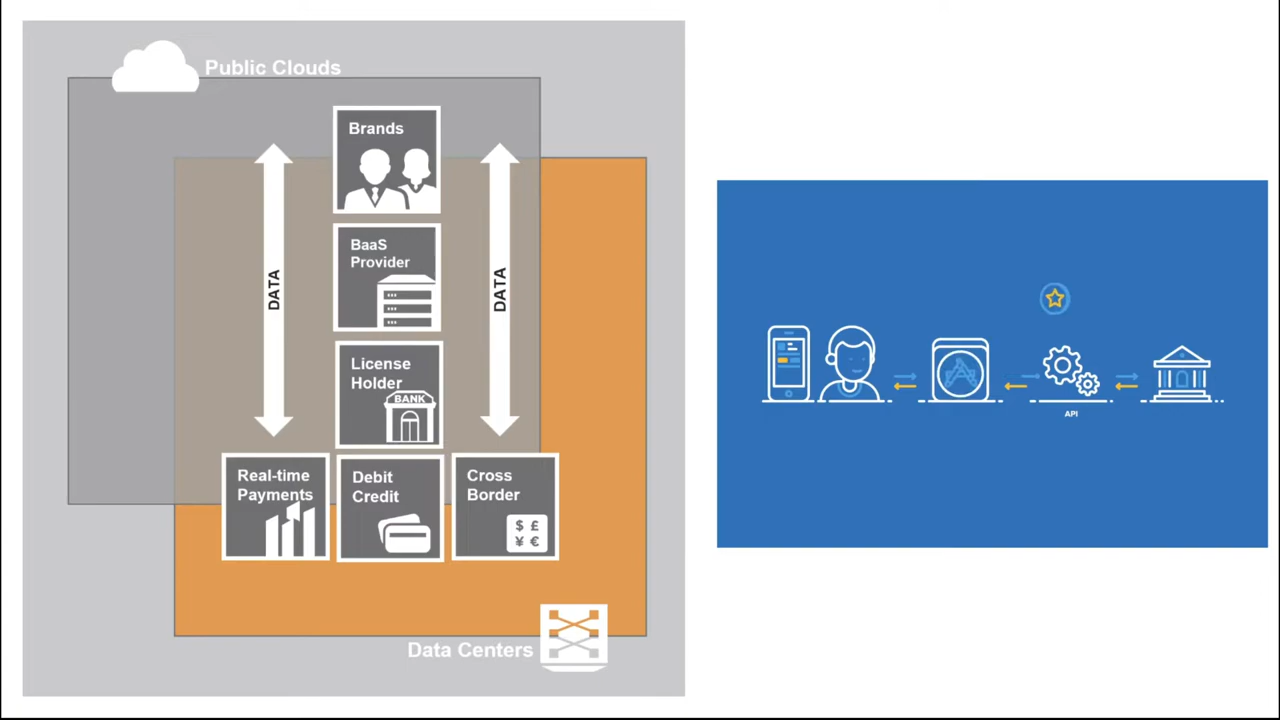 Public Clouds
Brands
DATA
DATA
BaaS
Provider
License
Holder
BANK
Real-time
Payments
Debit
Credit
Cross
Border
$ £
¥ €
Data Centers
API